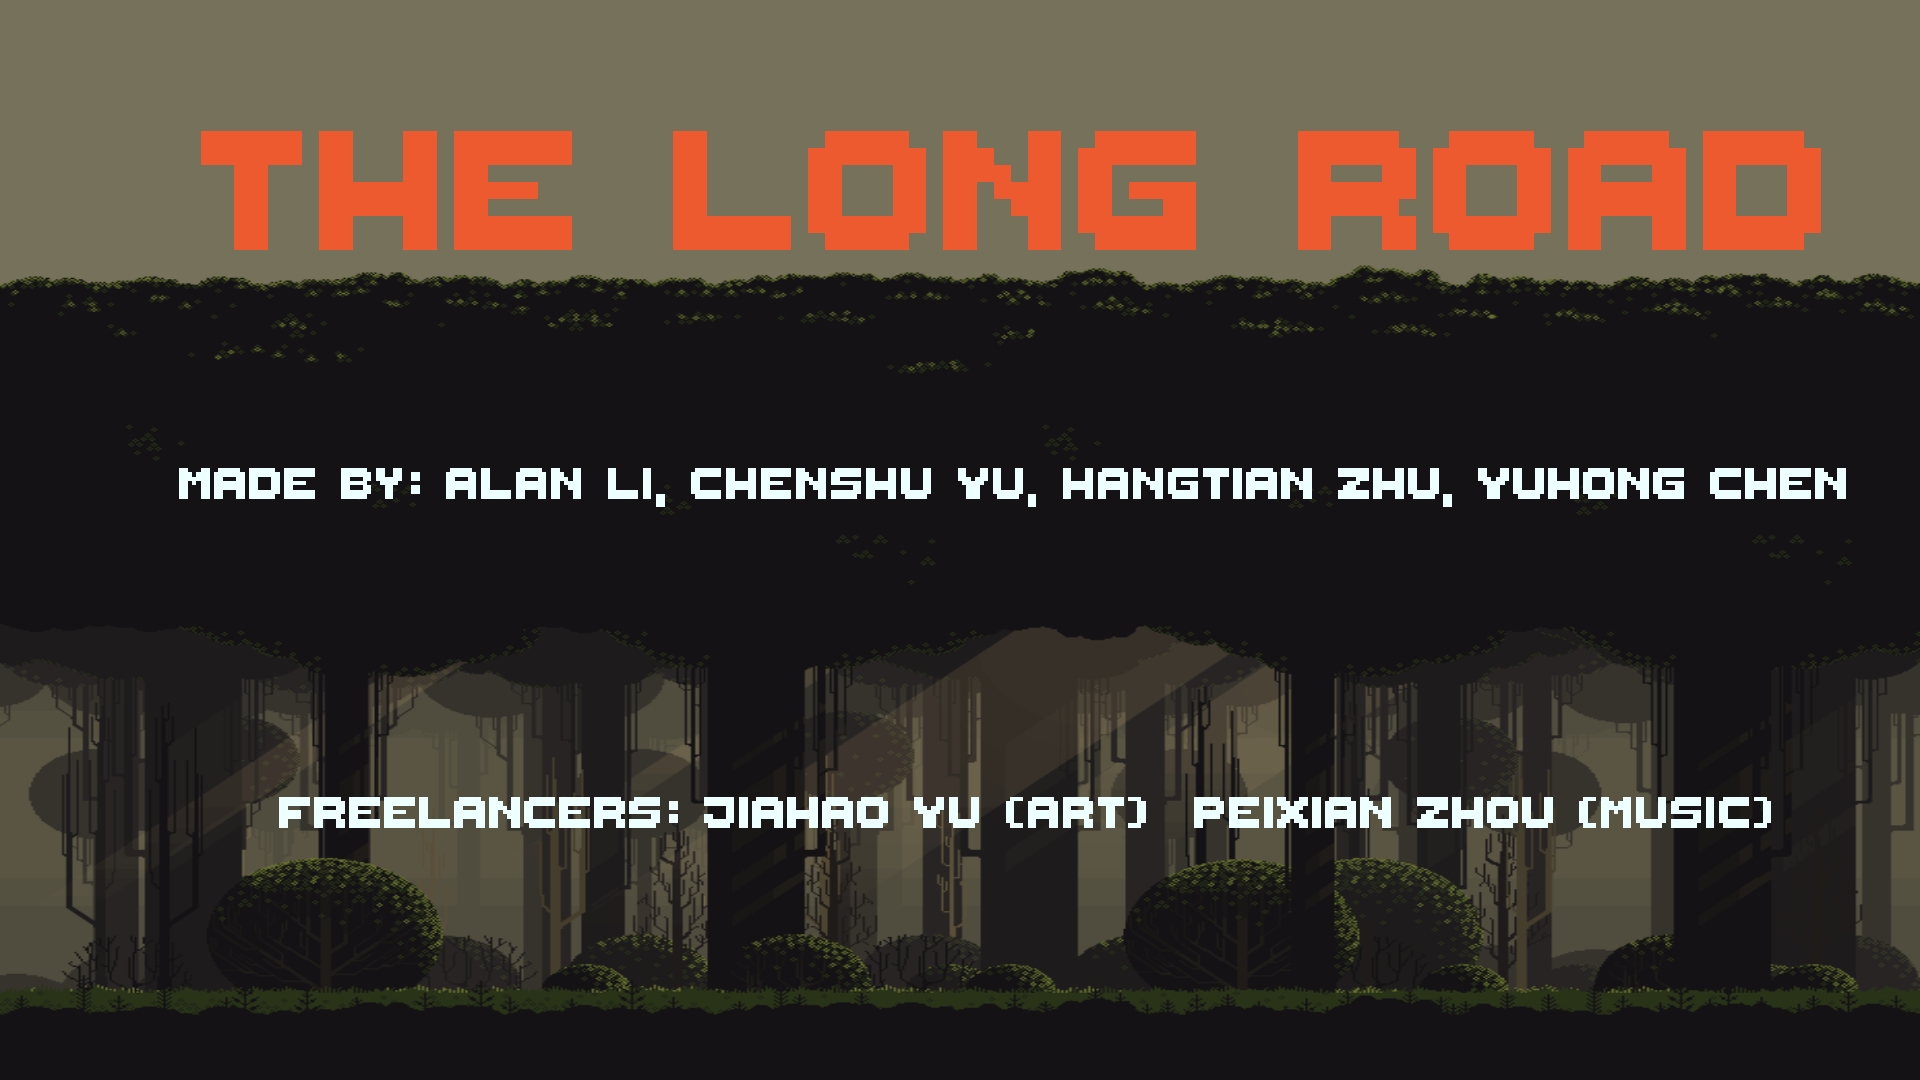 THE LONG ROAD
MADE BY: ALAN LI, CHENSHU YU, HANGTIAN ZHU, YUHONG CHEN
FREELANCERS: JIAHAO YU (ART) PEIXIAN ZHOU (MUSIC)